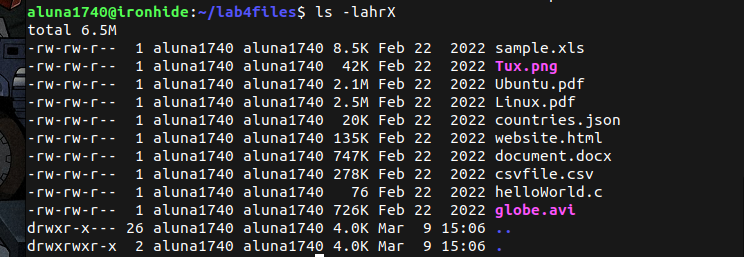 aluna1740@ironhide:~/lab4files$ ls -lahrX
total 6.5M
-rw-rw-r--  1 aluna1740 aluna1740 8.5K Feb 22  2022 sample.xls
-rw-rw-r--  1 aluna1740 aluna1740  42K Feb 22  2022 Tux.png
-rw-rw-r--  1 aluna1740 aluna1740 2.1M Feb 22  2022 Ubuntu.pdf
-rw-rw-r--  1 aluna1740 aluna1740 2.5M Feb 22  2022 Linux.pdf
-rw-rw-r--  1 aluna1740 aluna1740  20K Feb 22  2022 countries.json
-rw-rw-r--  1 aluna1740 aluna1740 135K Feb 22  2022 website.html
-rw-rw-r--  1 aluna1740 aluna1740 747K Feb 22  2022 document.docx
-rw-rw-r--  1 aluna1740 aluna1740 278K Feb 22  2022 csvfile.csv
-rw-rw-r--  1 aluna1740 aluna1740   76 Feb 22  2022 helloWorld.c
-rw-rw-r--  1 aluna1740 aluna1740 726K Feb 22  2022 globe.avi
drwxr-x--- 26 aluna1740 aluna1740 4.0K Mar  9 15:06 ..
drwxrwxr-x  2 aluna1740 aluna1740 4.0K Mar  9 15:06 .